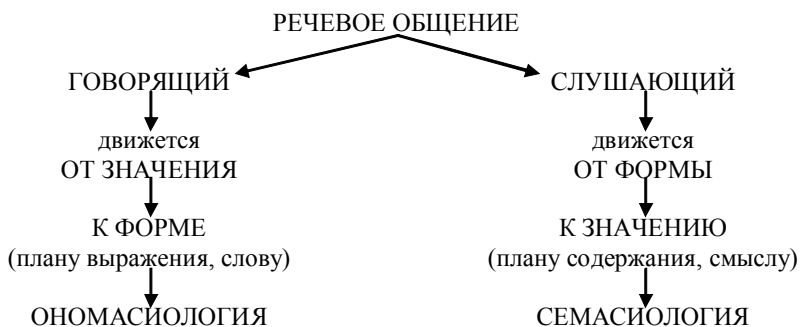 РЕЧЕВОЕ ОБЩЕНИЕ
ГОВОРЯЩИЙ
движется
ОТ ЗНАЧЕНИЯ
К ФОРМЕ
(плану выражения, слову)
ОНОМАСИОЛОГИЯ
СЛУШАЮЩИЙ
движется
ОТ ФОРМЫ
К ЗНАЧЕНИЮ
(плану содержания, смыслу)
СЕМАСИОЛОГИЯ